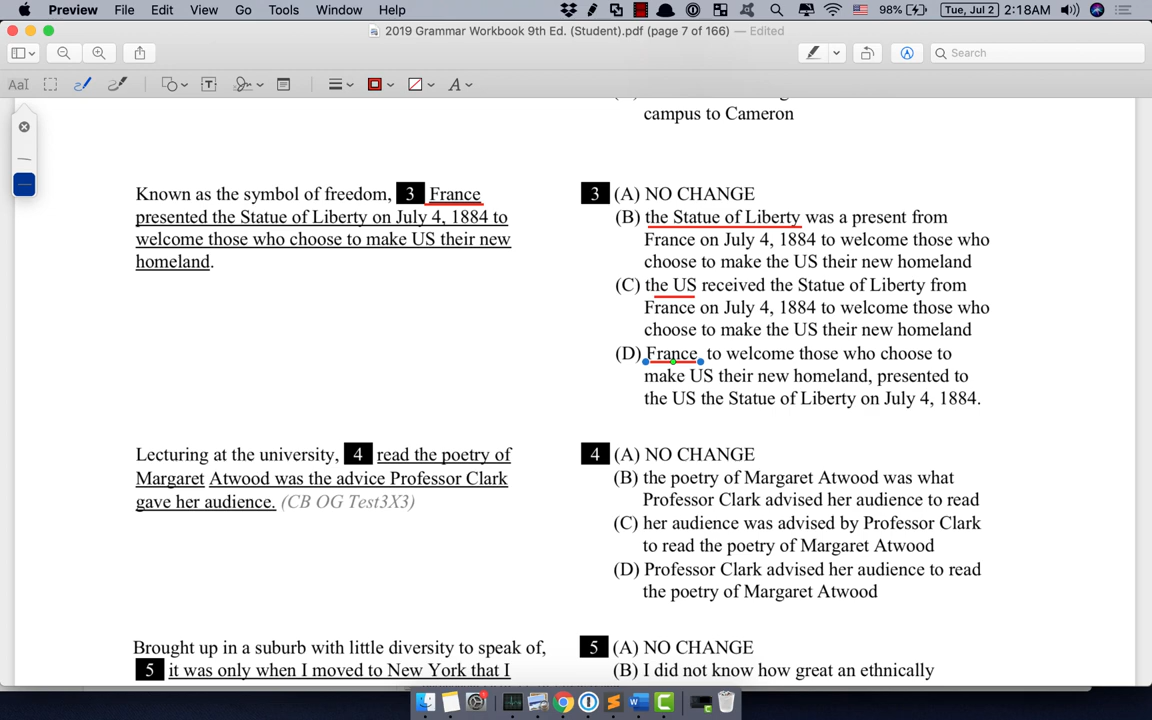 Preview File Edit View Go Tools Window Help 98% Tue, Jul 2 2:18AM
2019 Grammar Workbook 9th Ed. (Student).pdf (page 7 of 166) — Edited
Search
AaI T A
campus to Cameron
Known as the symbol of freedom, 3 France
presented the Statue of Liberty on July 4, 1884 to
welcome those who choose to make US their new
homeland.
3 (A) NO CHANGE
(B) the Statue of Liberty was a present from
France on July 4, 1884 to welcome those who
choose to make the US their new homeland
(C) the US received the Statue of Liberty from
France on July 4, 1884 to welcome those who
choose to make the US their new homeland
(D) France, to welcome those who choose to
make US their new homeland, presented to
the US the Statue of Liberty on July 4, 1884.
Lecturing at the university, 4 read the poetry of
Margaret Atwood was the advice Professor Clark
gave her audience. (CB OG Test3X3)
4 (A) NO CHANGE
(B) the poetry of Margaret Atwood was what
Professor Clark advised her audience to read
(C) her audience was advised by Professor Clark
to read the poetry of Margaret Atwood
(D) Professor Clark advised her audience to read
the poetry of Margaret Atwood
Brought up in a suburb with little diversity to speak of,
5 it was only when I moved to New York that I
5 (A) NO CHANGE
(B) I did not know how great an ethnically